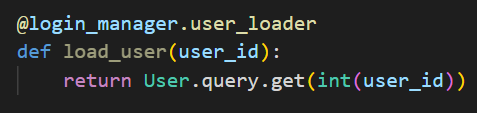 @login_manager.user_loader
def load_user(user_id):
    return User.query.get(int(user_id))